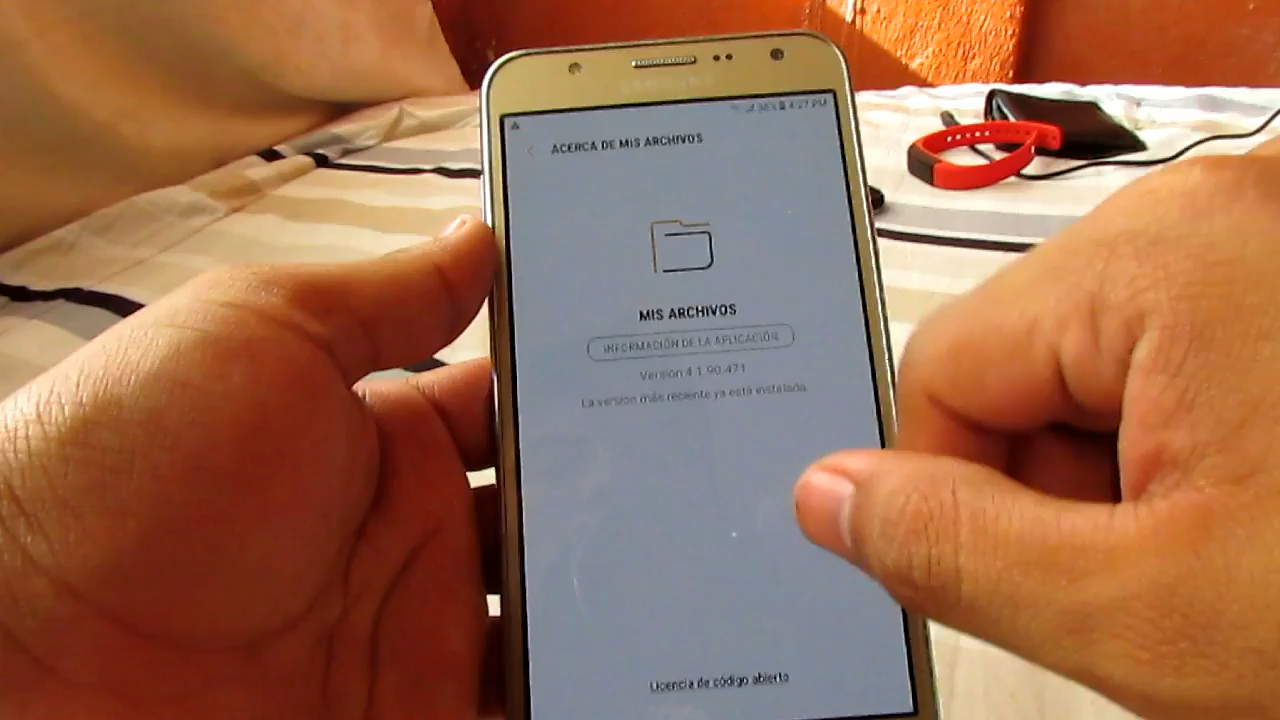 SAMSUNG
4:27 PM
ACERCA DE MIS ARCHIVOS
MIS ARCHIVOS
INFORMACIÓN DE LA APLICACIÓN
Versión 4.1.90.471
La versión más reciente ya está instalada.
Licencia de código abierto